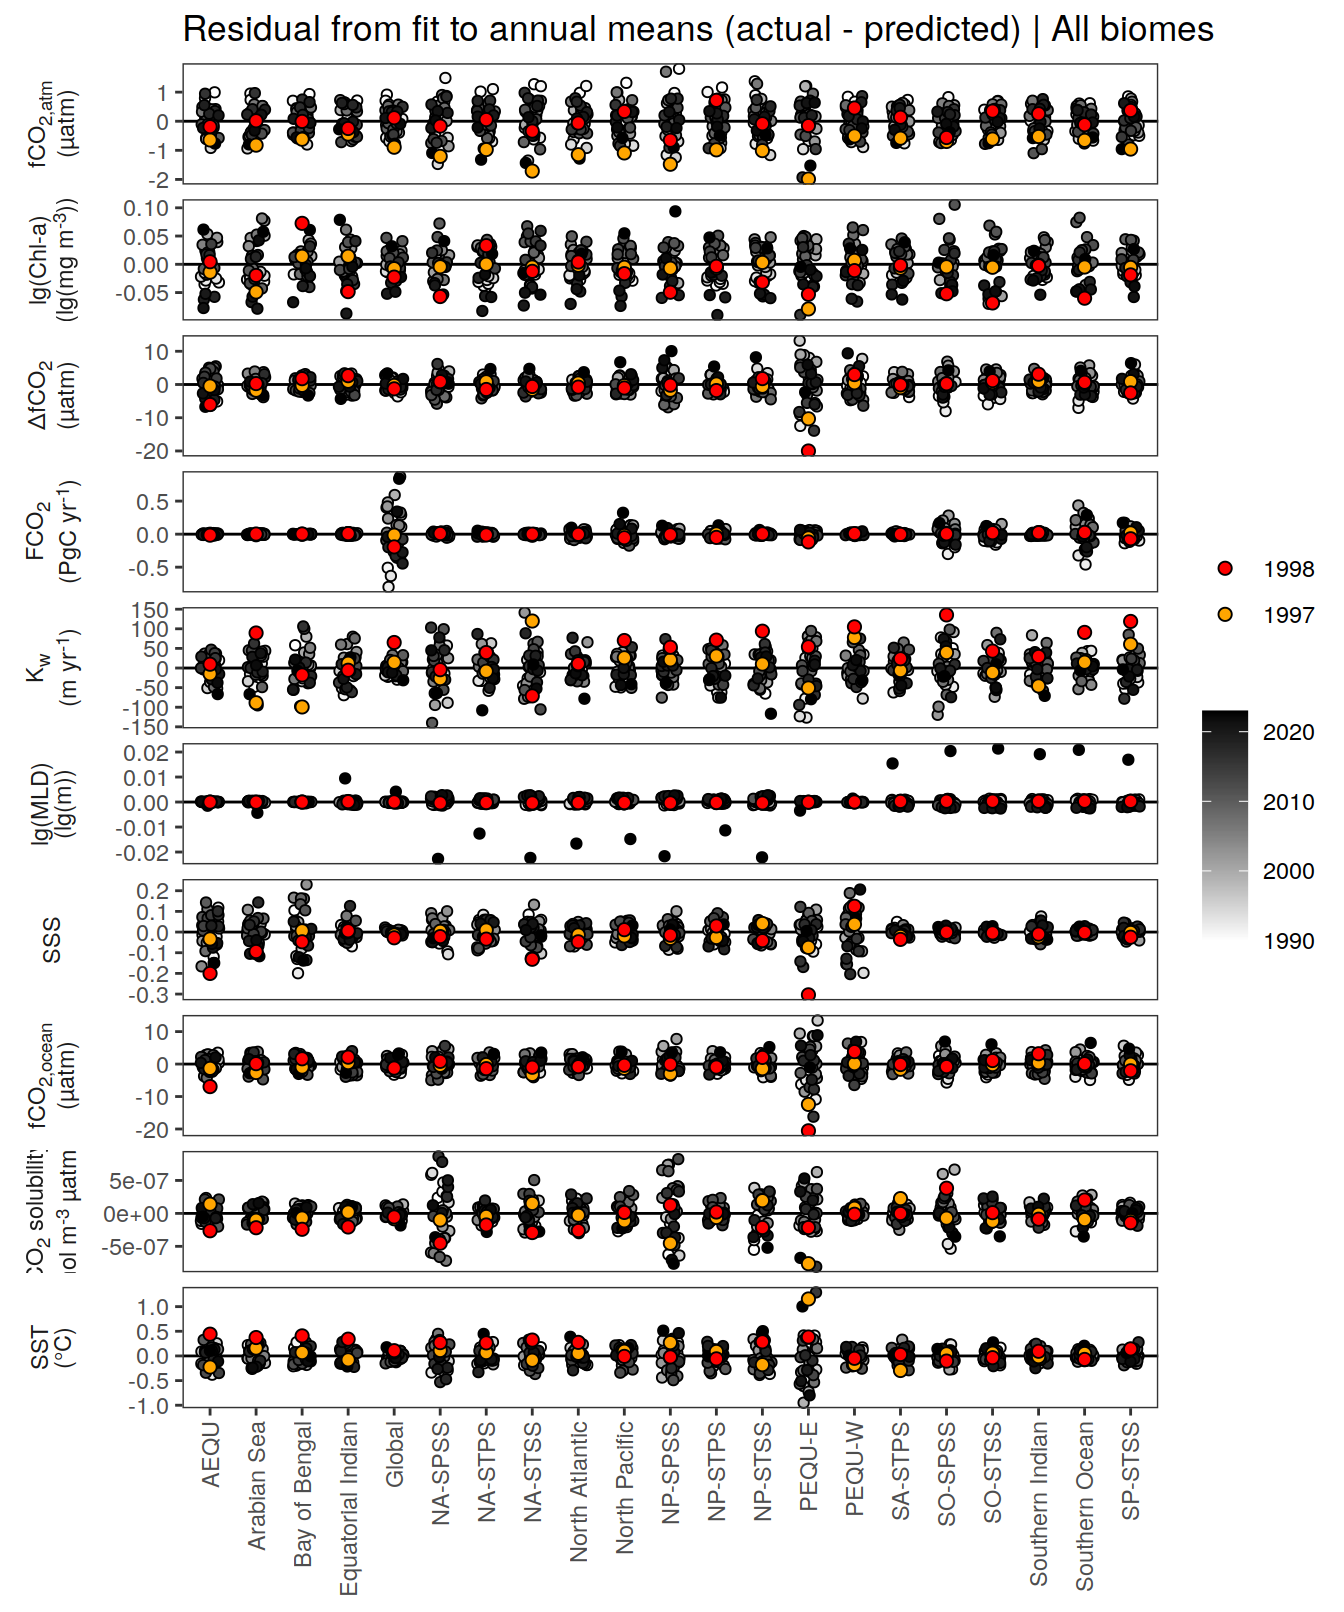 Residual from fit to annual means (actual - predicted) | All biomes
fCO2,atm
(µatm)
1
0
-1
-2
lg(Chl-a)
(lg(mg m-3))
0.10
0.05
0.00
-0.05
ΔfCO2
(µatm)
10
0
-10
-20
FCO2
(PgC yr-1)
0.5
0.0
-0.5
Kw
(m yr-1)
150
100
50
0
-50
-100
-150
lg(MLD)
(lg(m))
0.02
0.01
0.00
-0.01
-0.02
SSS
0.2
0.1
0.0
-0.1
-0.2
-0.3
fCO2,ocean
(µatm)
10
0
-10
-20
CO2 solubility
ol m-3 µatm
5e-07
0e+00
-5e-07
SST
(°C)
1.0
0.5
0.0
-0.5
-1.0
AEQU
Arabian Sea
Bay of Bengal
Equatorial Indian
Global
NA-SPSS
NA-STPS
NA-STSS
North Atlantic
North Pacific
NP-SPSS
NP-STPS
NP-STSS
PEQU-E
PEQU-W
SA-STPS
SO-SPSS
SO-STSS
Southern Indian
Southern Ocean
SP-STSS
1998
1997
2020
2010
2000
1990